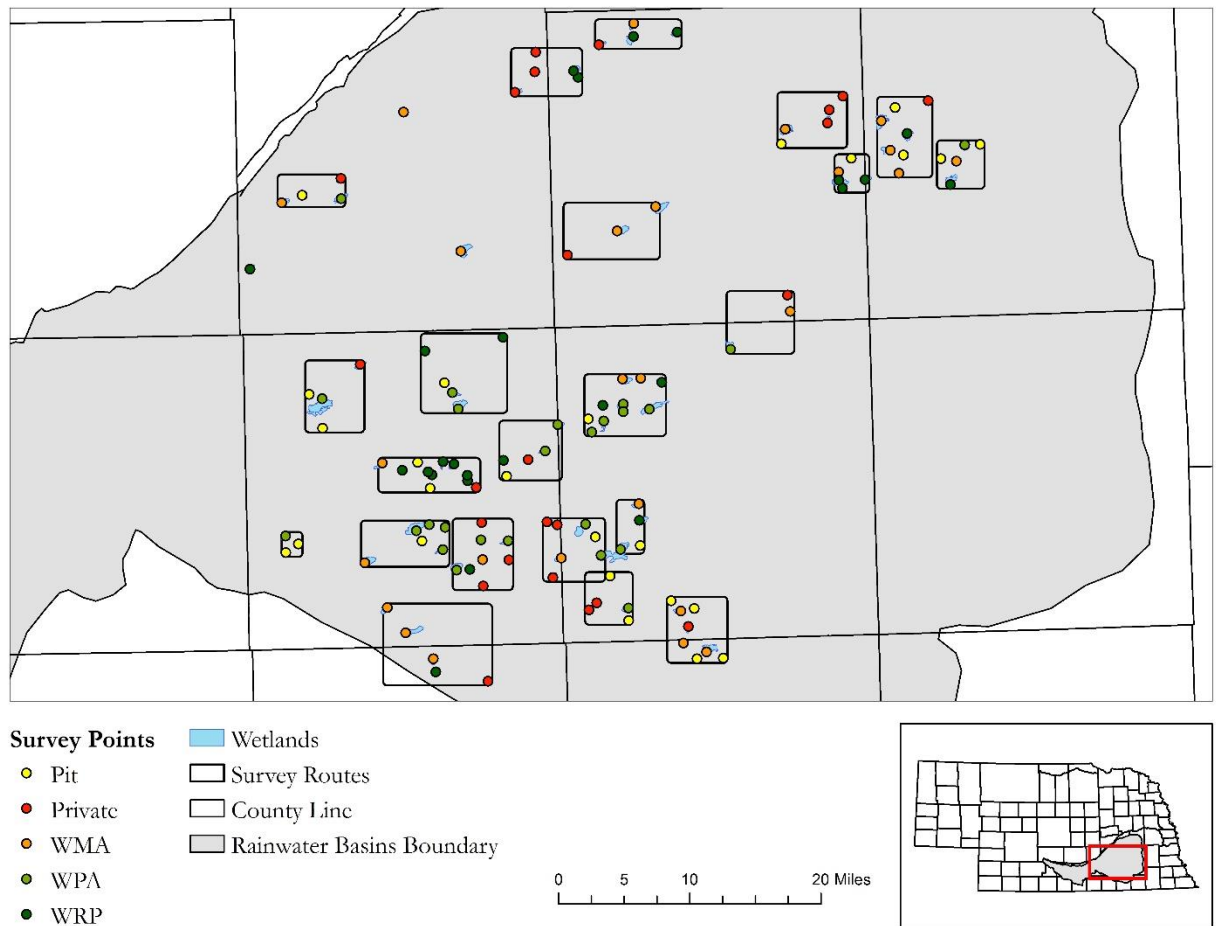 Survey Points
Pit
Private
WMA
WPA
WRP
Wetlands
Survey Routes
County Line
Rainwater Basins Boundary
0 5 10 20 Miles